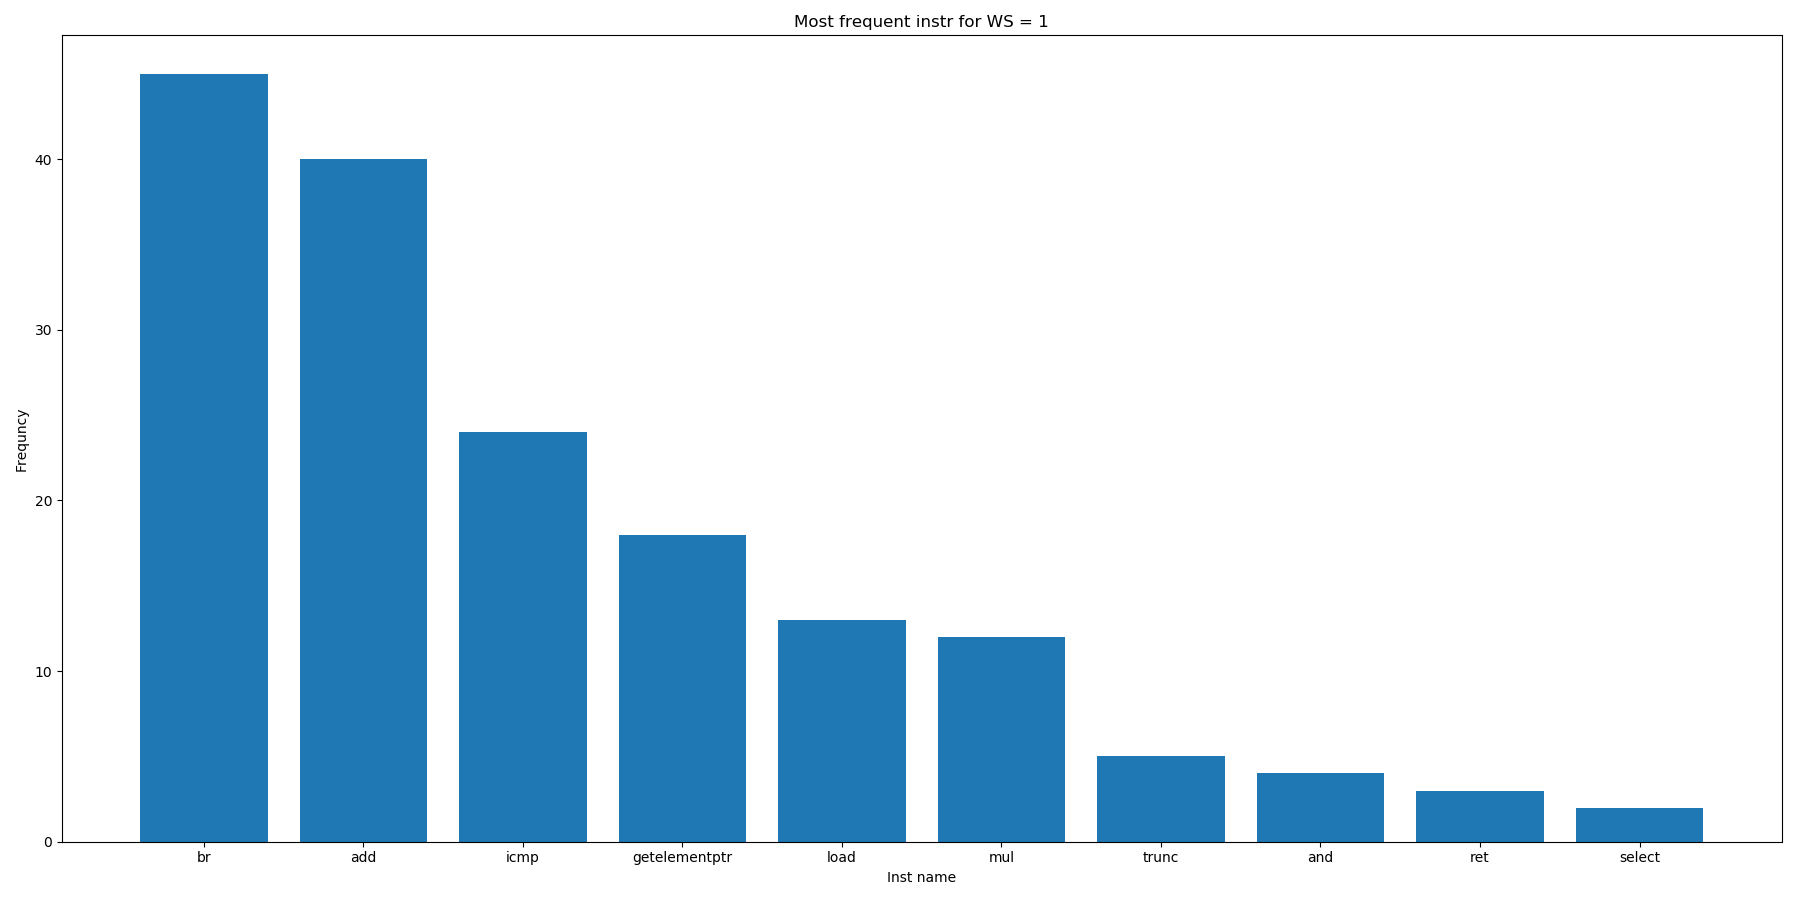 Most frequent instr for WS = 1
40
30
20
10
0
Frequncy
br add icmp getelementptr load mul trunc and ret select
Inst name